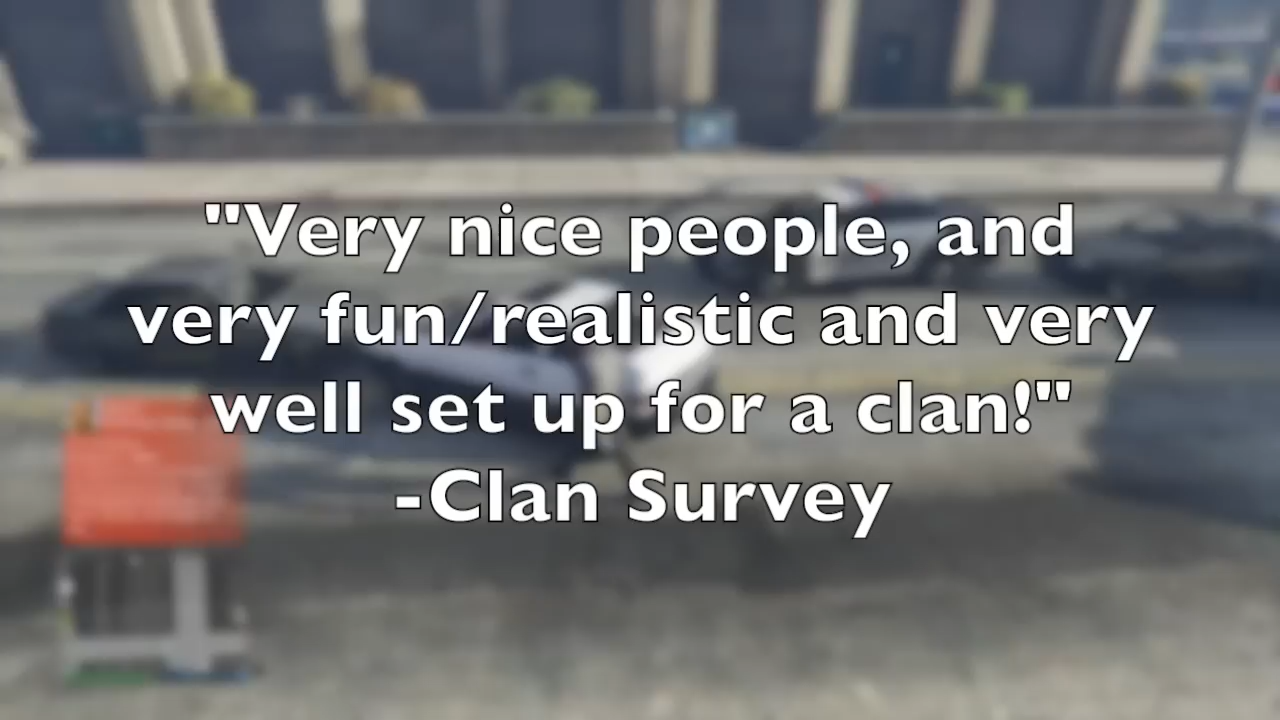 "Very nice people, and
very fun/realistic and very
well set up for a clan!"
-Clan Survey